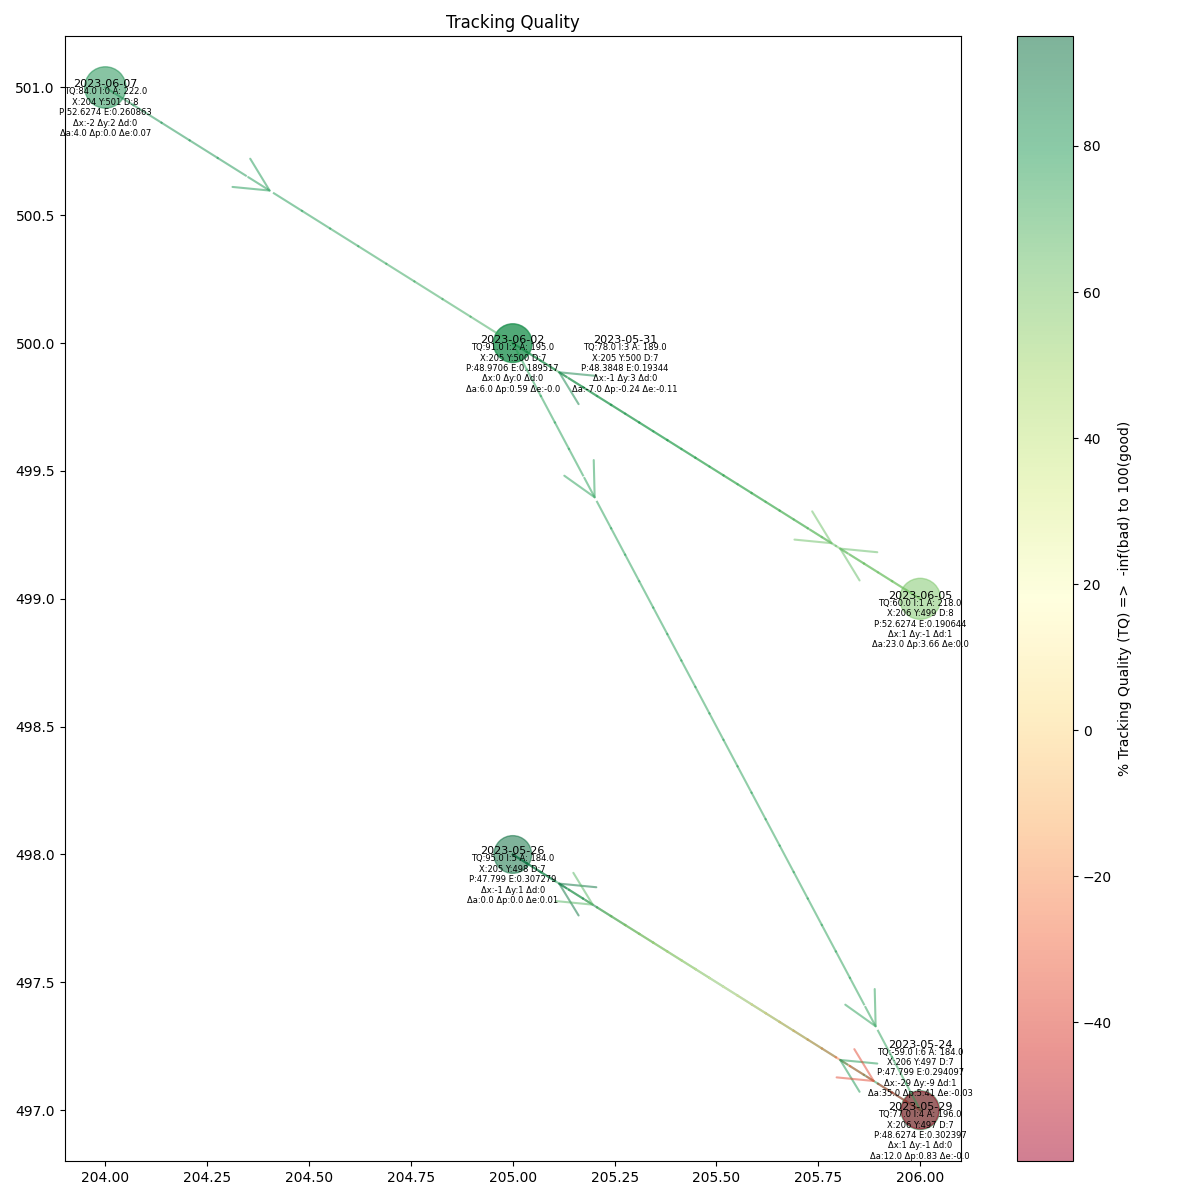 Tracking Quality
501.0
500.5
500.0
499.5
499.0
498.5
498.0
497.5
497.0
2023-06-07
TQ:84.0 I:0 A: 222.0
X:204 Y:501 D:8
P:52.6274 E:0.260863
Δx:-2 Δy:2 Δd:0
Δa:4.0 Δp:0.0 Δe:0.07
2023-06-02
TQ:91.0 I:2 A: 195.0
X:205 Y:500 D:7
P:48.9706 E:0.189517
Δx:0 Δy:0 Δd:0
Δa:6.0 Δp:0.59 Δe:-0.0
2023-05-31
TQ:78.0 I:3 A: 189.0
X:205 Y:500 D:7
P:48.3848 E:0.19344
Δx:-1 Δy:3 Δd:0
Δa:-7.0 Δp:-0.24 Δe:-0.11
2023-06-05
TQ:60.0 I:1 A: 218.0
X:206 Y:499 D:8
P:52.6274 E:0.190644
Δx:1 Δy:-1 Δd:1
Δa:23.0 Δp:3.66 Δe:0.0
2023-05-26
TQ:95.0 I:5 A: 184.0
X:205 Y:498 D:7
P:47.799 E:0.307279
Δx:-1 Δy:1 Δd:0
Δa:0.0 Δp:0.0 Δe:0.01
2023-05-24
TQ:-59.0 I:6 A: 184.0
X:206 Y:497 D:7
P:47.799 E:0.294097
Δx:-29 Δy:-9 Δd:1
Δa:35.0 Δp:5.41 Δe:-0.03
2023-05-29
TQ:77.0 I:4 A: 196.0
X:206 Y:497 D:7
P:48.6274 E:0.302397
Δx:1 Δy:-1 Δd:0
Δa:12.0 Δp:0.83 Δe:-0.0
204.00 204.25 204.50 204.75 205.00 205.25 205.50 205.75 206.00
80
60
40
20
0
−20
−40
% Tracking Quality (TQ) => -inf(bad) to 100(good)